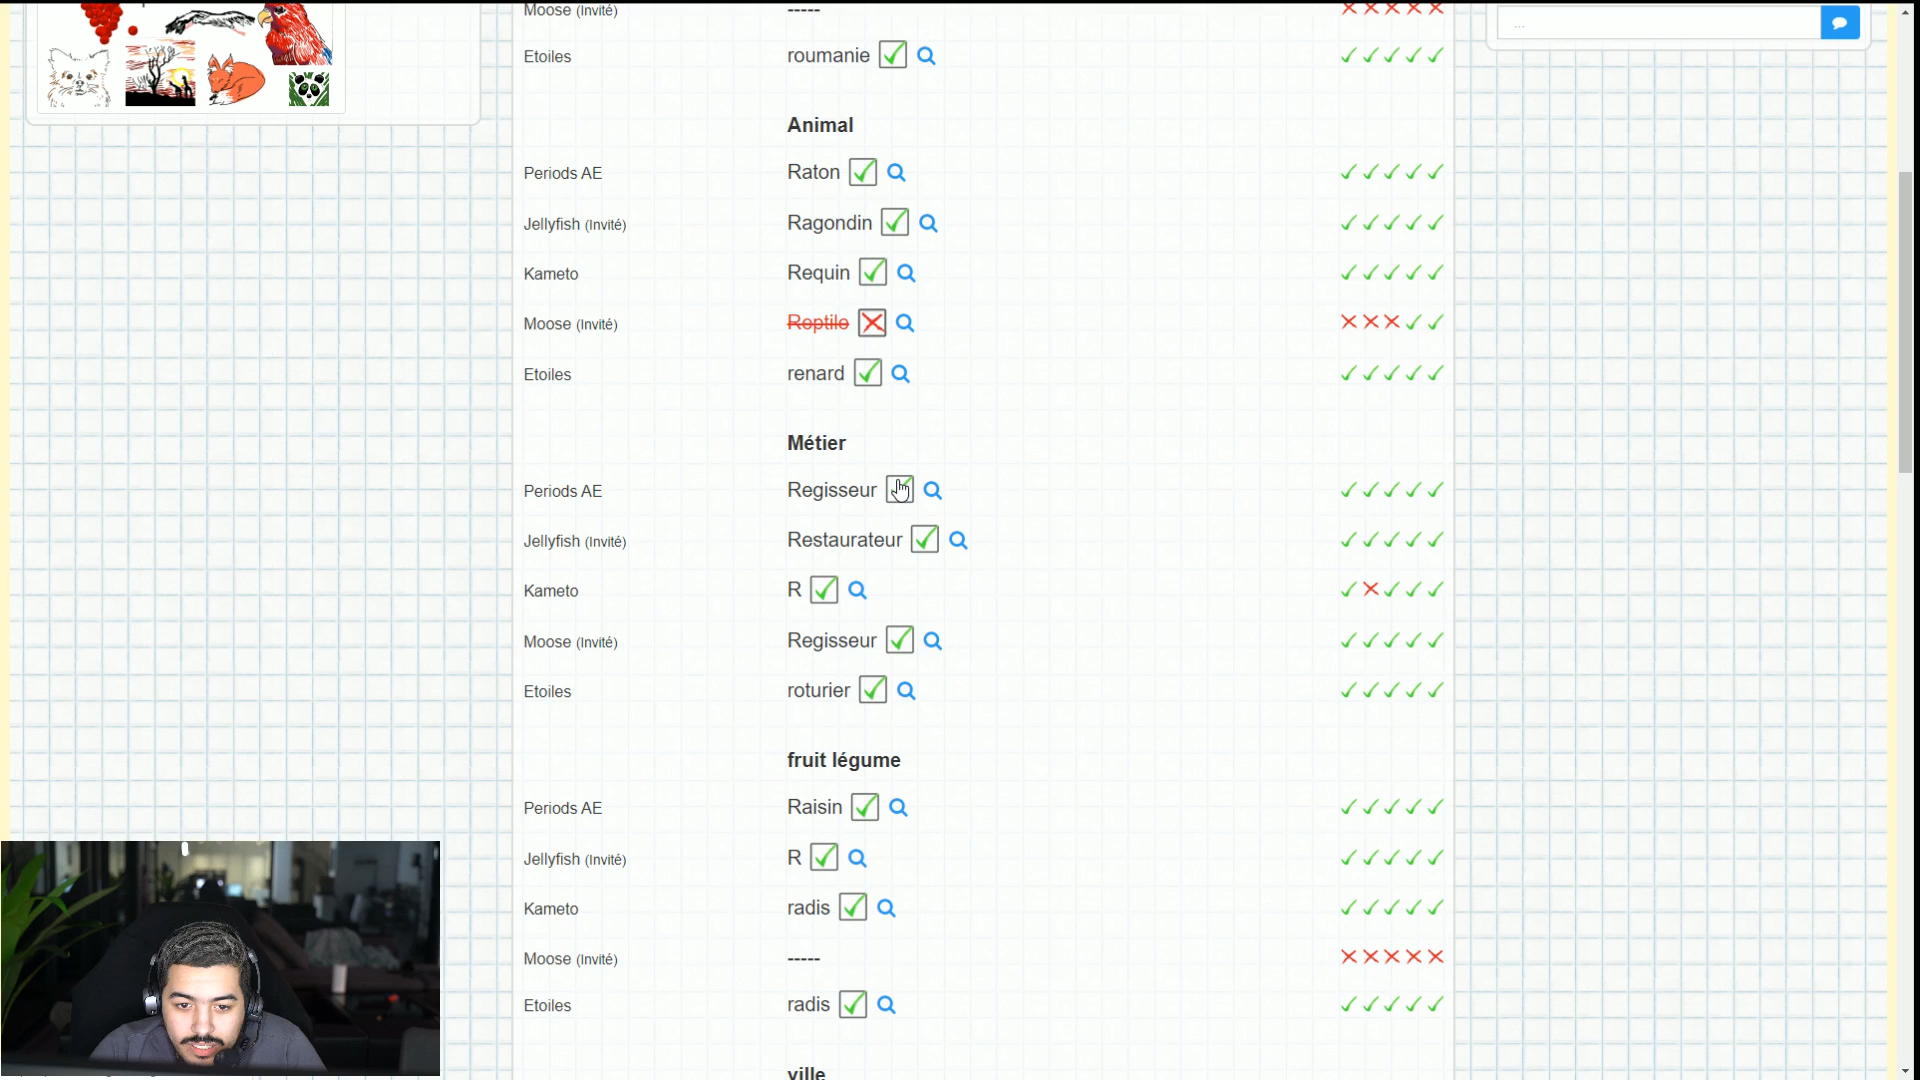 Moose (Invité) -----
Etoiles roumanie
Animal
Periods AE Raton
Jellyfish (Invité) Ragondin
Kameto Requin
Moose (Invité) Reptile
Etoiles renard
Métier
Periods AE Regisseur
Jellyfish (Invité) Restaurateur
Kameto R
Moose (Invité) Regisseur
Etoiles roturier
fruit légume
Periods AE Raisin
Jellyfish (Invité) R
Kameto radis
Moose (Invité) -----
Etoiles radis
ville
...